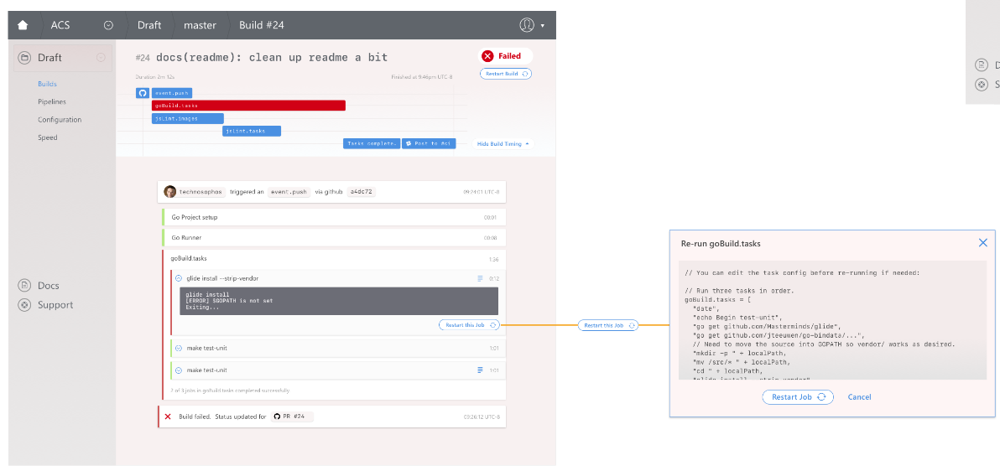 ACS Draft master Build #24
Draft
Builds
Pipelines
Configuration
Speed
Docs
Support
#24 docs(readme): clean up readme a bit
Failed
Duration 2m 12s
Finished at 9:46pm UTC-8
Restart Build
event.push
goBuild.tasks
jsLint.images
jsLint.tasks
Tasks complete. Post to #ci
Hide Build Timing
technosophos triggered an event.push via github a4dc72 09:24:01 UTC-8
Go Project setup 00:01
Go Runner 00:08
goBuild.tasks 1:36
glide install --strip-vendor 0:12
glide install
[ERROR] $GOPATH is not set
Exiting...
Restart this Job
make test-unit 1:01
make test-unit 1:01
2 of 3 jobs in goBuild.tasks completed successfully
Build failed. Status updated for PR #24 09:26:12 UTC-8
Restart this Job
Re-run goBuild.tasks
// You can edit the task config before re-running if needed:
// Run three tasks in order.
goBuild.tasks = [
"date",
"echo Begin test-unit",
"go get github.com/Masterminds/glide",
"go get github.com/jteeuwen/go-bindata/...",
// Need to move the source into GOPATH so vendor/ works as desired.
"mkdir -p " + localPath,
"mv /src/* " + localPath,
"cd " + localPath,
"glide install --strip-vendor"
Restart Job
Cancel
D
S